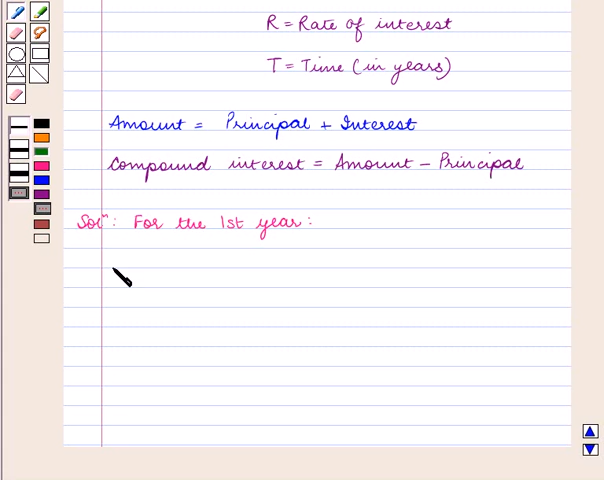 R = Rate of interest
T = Time (in years)
Amount = Principal + Interest
Compound interest = Amount - Principal
Solⁿ: For the 1st year: